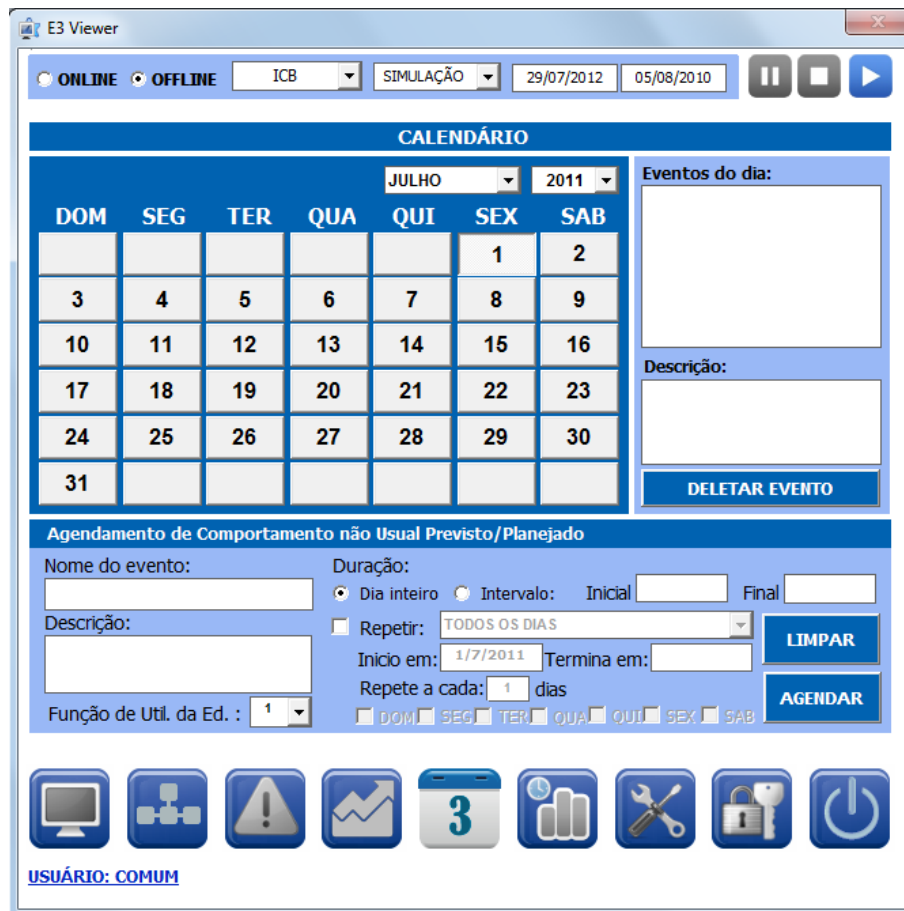 E3 Viewer
ONLINE OFFLINE ICB SIMULAÇÃO 29/07/2012 05/08/2010
CALENDÁRIO
JULHO 2011
DOM SEG TER QUA QUI SEX SAB
1 2
3 4 5 6 7 8 9
10 11 12 13 14 15 16
17 18 19 20 21 22 23
24 25 26 27 28 29 30
31
Eventos do dia:
Descrição:
DELETAR EVENTO
Agendamento de Comportamento não Usual Previsto/Planejado
Nome do evento:
Descrição:
Função de Util. da Ed. : 1
Duração:
Dia inteiro Intervalo: Inicial Final
Repetir: TODOS OS DIAS
Inicio em: 1/7/2011 Termina em:
Repete a cada: 1 dias
DOM SEG TER QUA QUI SEX SAB
LIMPAR
AGENDAR
3
USUÁRIO: COMUM